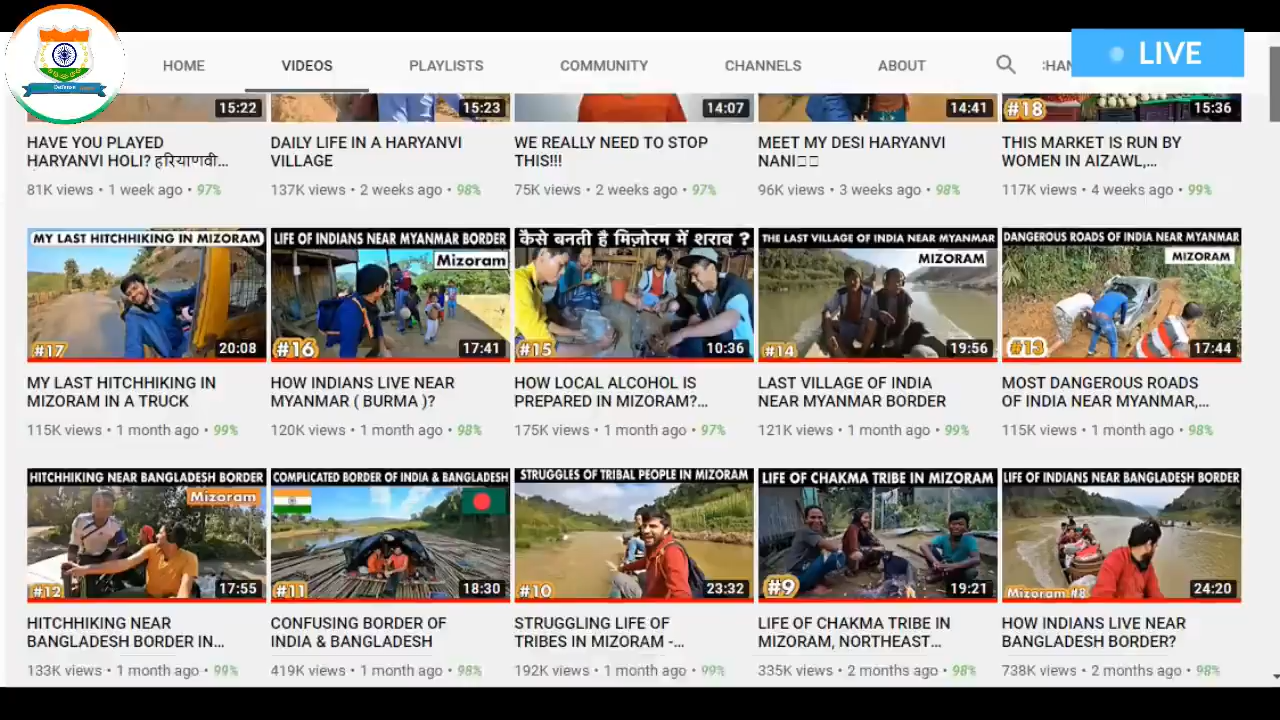 HOME
VIDEOS
PLAYLISTS
COMMUNITY
CHANNELS
ABOUT
LIVE
15:22
15:23
14:07
14:41
#18
15:36
HAVE YOU PLAYED
HARYANVI HOLI? हरियाणवी...
81K views • 1 week ago • 97%
DAILY LIFE IN A HARYANVI
VILLAGE
137K views • 2 weeks ago • 98%
WE REALLY NEED TO STOP
THIS!!!
75K views • 2 weeks ago • 97%
MEET MY DESI HARYANVI
NANI
96K views • 3 weeks ago • 98%
THIS MARKET IS RUN BY
WOMEN IN AIZAWL,...
117K views • 4 weeks ago • 99%
MY LAST HITCHHIKING IN MIZORAM
#17
20:08
LIFE OF INDIANS NEAR MYANMAR BORDER
Mizoram
#16
17:41
कैसे बनती है मिज़ोरम में शराब ?
#15
10:36
THE LAST VILLAGE OF INDIA NEAR MYANMAR
MIZORAM
#14
19:56
DANGEROUS ROADS OF INDIA NEAR MYANMAR
MIZORAM
#13
17:44
MY LAST HITCHHIKING IN
MIZORAM IN A TRUCK
115K views • 1 month ago • 99%
HOW INDIANS LIVE NEAR
MYANMAR ( BURMA )?
120K views • 1 month ago • 98%
HOW LOCAL ALCOHOL IS
PREPARED IN MIZORAM?...
175K views • 1 month ago • 97%
LAST VILLAGE OF INDIA
NEAR MYANMAR BORDER
121K views • 1 month ago • 99%
MOST DANGEROUS ROADS
OF INDIA NEAR MYANMAR,...
115K views • 1 month ago • 98%
HITCHHIKING NEAR BANGLADESH BORDER
Mizoram
#12
17:55
COMPLICATED BORDER OF INDIA & BANGLADESH
#11
18:30
STRUGGLES OF TRIBAL PEOPLE IN MIZORAM
#10
23:32
LIFE OF CHAKMA TRIBE IN MIZORAM
#9
19:21
LIFE OF INDIANS NEAR BANGLADESH BORDER
Mizoram #8
24:20
HITCHHIKING NEAR
BANGLADESH BORDER IN...
133K views • 1 month ago • 99%
CONFUSING BORDER OF
INDIA & BANGLADESH
419K views • 1 month ago • 98%
STRUGGLING LIFE OF
TRIBES IN MIZORAM -...
192K views • 1 month ago • 99%
LIFE OF CHAKMA TRIBE IN
MIZORAM, NORTHEAST...
335K views • 2 months ago • 98%
HOW INDIANS LIVE NEAR
BANGLADESH BORDER?
738K views • 2 months ago • 98%